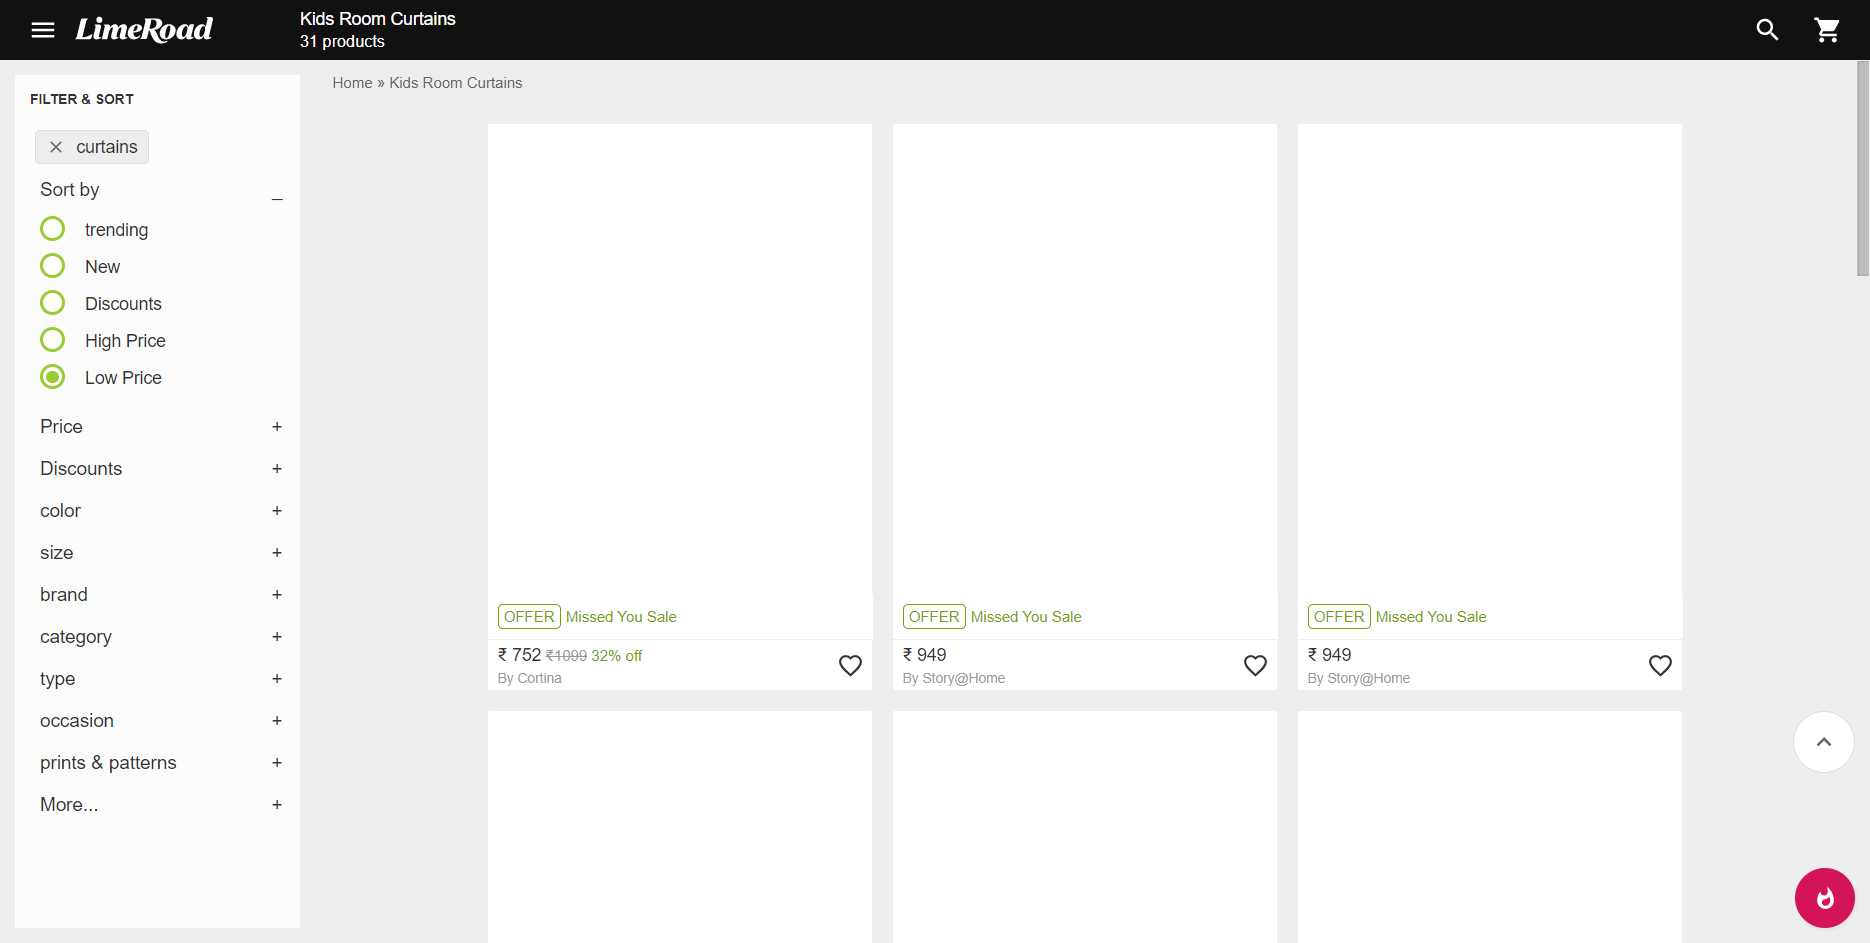 LimeRoad
Kids Room Curtains
31 products
Home » Kids Room Curtains
FILTER & SORT
curtains
Sort by
trending
New
Discounts
High Price
Low Price
Price
Discounts
color
size
brand
category
type
occasion
prints & patterns
More...
OFFER Missed You Sale
₹ 752 ₹1099 32% off
By Cortina
OFFER Missed You Sale
₹ 949
By Story@Home
OFFER Missed You Sale
₹ 949
By Story@Home